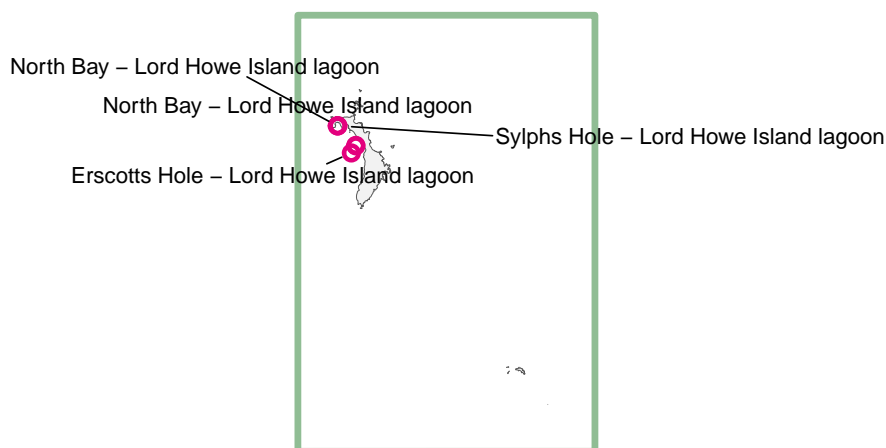 North Bay – Lord Howe Island lagoon
North Bay – Lord Howe Island lagoon
Sylphs Hole – Lord Howe Island lagoon
Erscotts Hole – Lord Howe Island lagoon